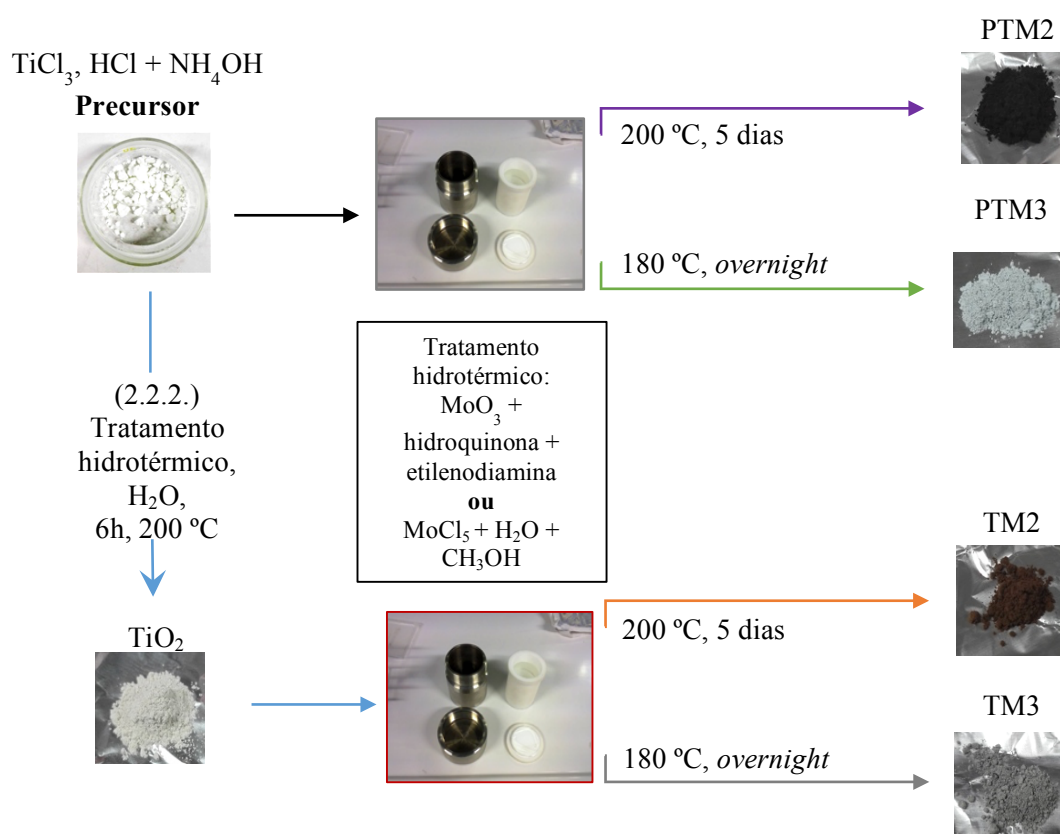 TiCl3, HCl + NH4OH
Precursor
PTM2
200 ºC, 5 dias
PTM3
180 ºC, overnight
(2.2.2.)
Tratamento
hidrotérmico,
H2O,
6h, 200 ºC
Tratamento
hidrotérmico:
MoO3 +
hidroquinona +
etilenodiamina
ou
MoCl5 + H2O +
CH3OH
TiO2
TM2
200 ºC, 5 dias
TM3
180 ºC, overnight